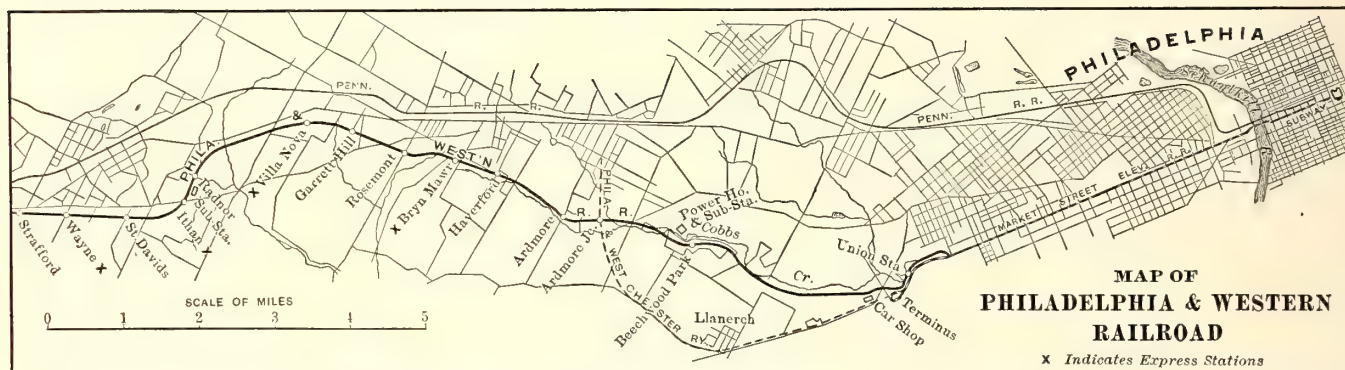 PHILADELPHIA
PENN.
R. R.
PENN.
R. R.
Schuylkill R.
SUBWAY
MARKET STREET ELEV. R. R.
PHILA.
&
WEST'N
R. R.
PHILA. &
WEST CHESTER
RY.
Strafford
Wayne x
St. Davids
Ithan x
Radnor
Sub-Sta.
x Villa Nova
Garrett Hill
Rosemont
x Bryn Mawr
Haverford
Ardmore
Ardmore Jc.
Beechwood Park
Power Ho.
& Sub-Sta.
Cobbs
Cr.
Llanerch
Union Sta
Terminus
Car Shop
SCALE OF MILES
0 1 2 3 4 5
MAP OF
PHILADELPHIA & WESTERN
RAILROAD
x Indicates Express Stations